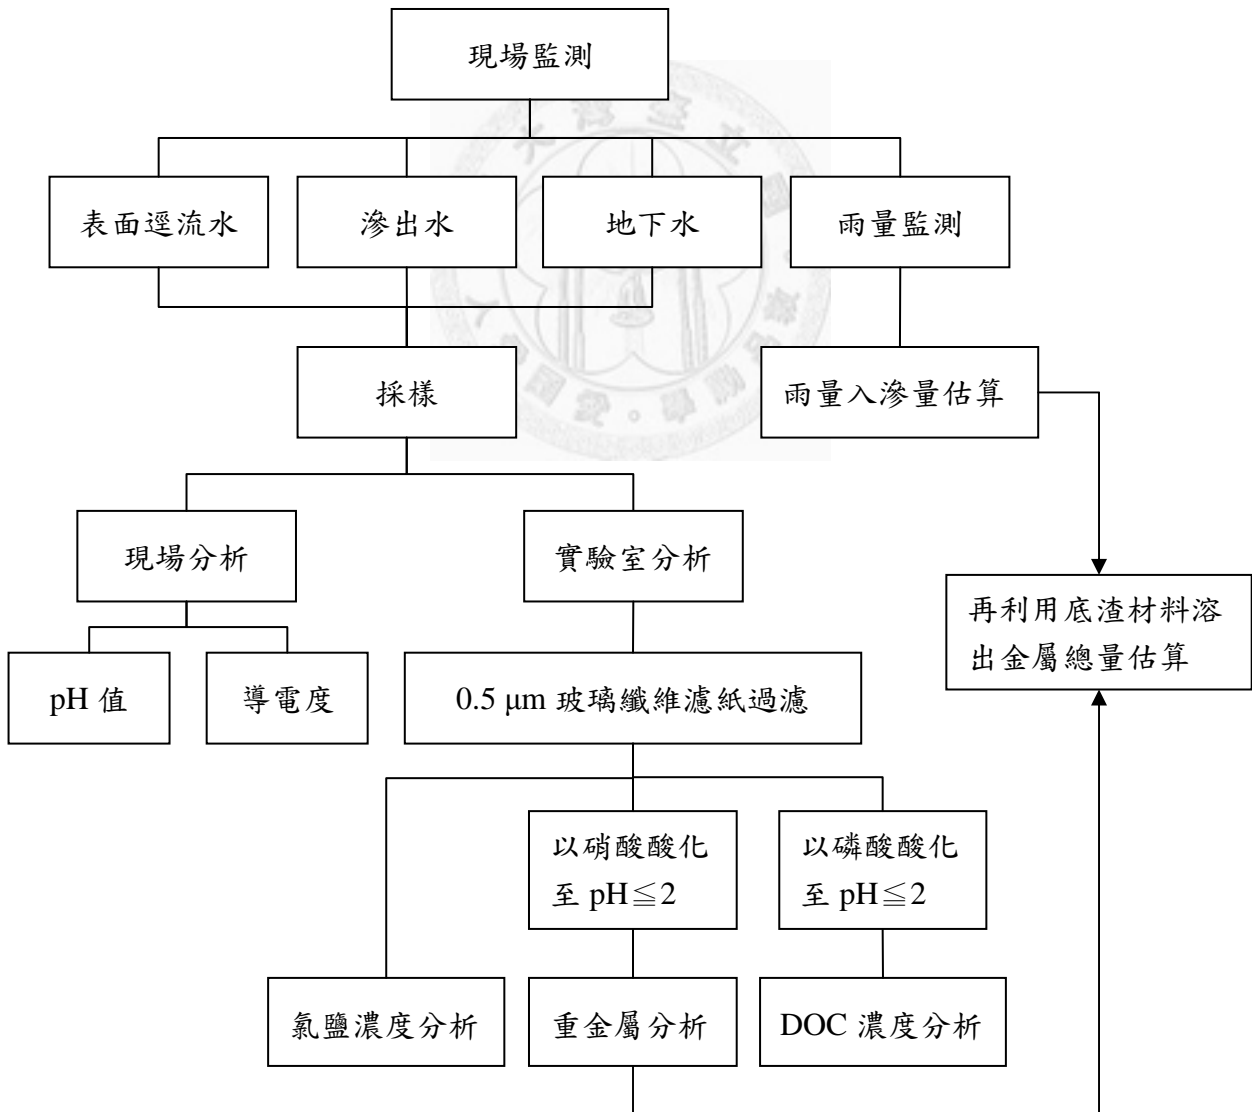 現場監測
表面逕流水
滲出水
地下水
雨量監測
採樣
雨量入滲量估算
現場分析
實驗室分析
再利用底渣材料溶
出金屬總量估算
pH 值
導電度
0.5 μm 玻璃纖維濾紙過濾
以硝酸酸化
至 pH≦2
以磷酸酸化
至 pH≦2
氯鹽濃度分析
重金屬分析
DOC 濃度分析